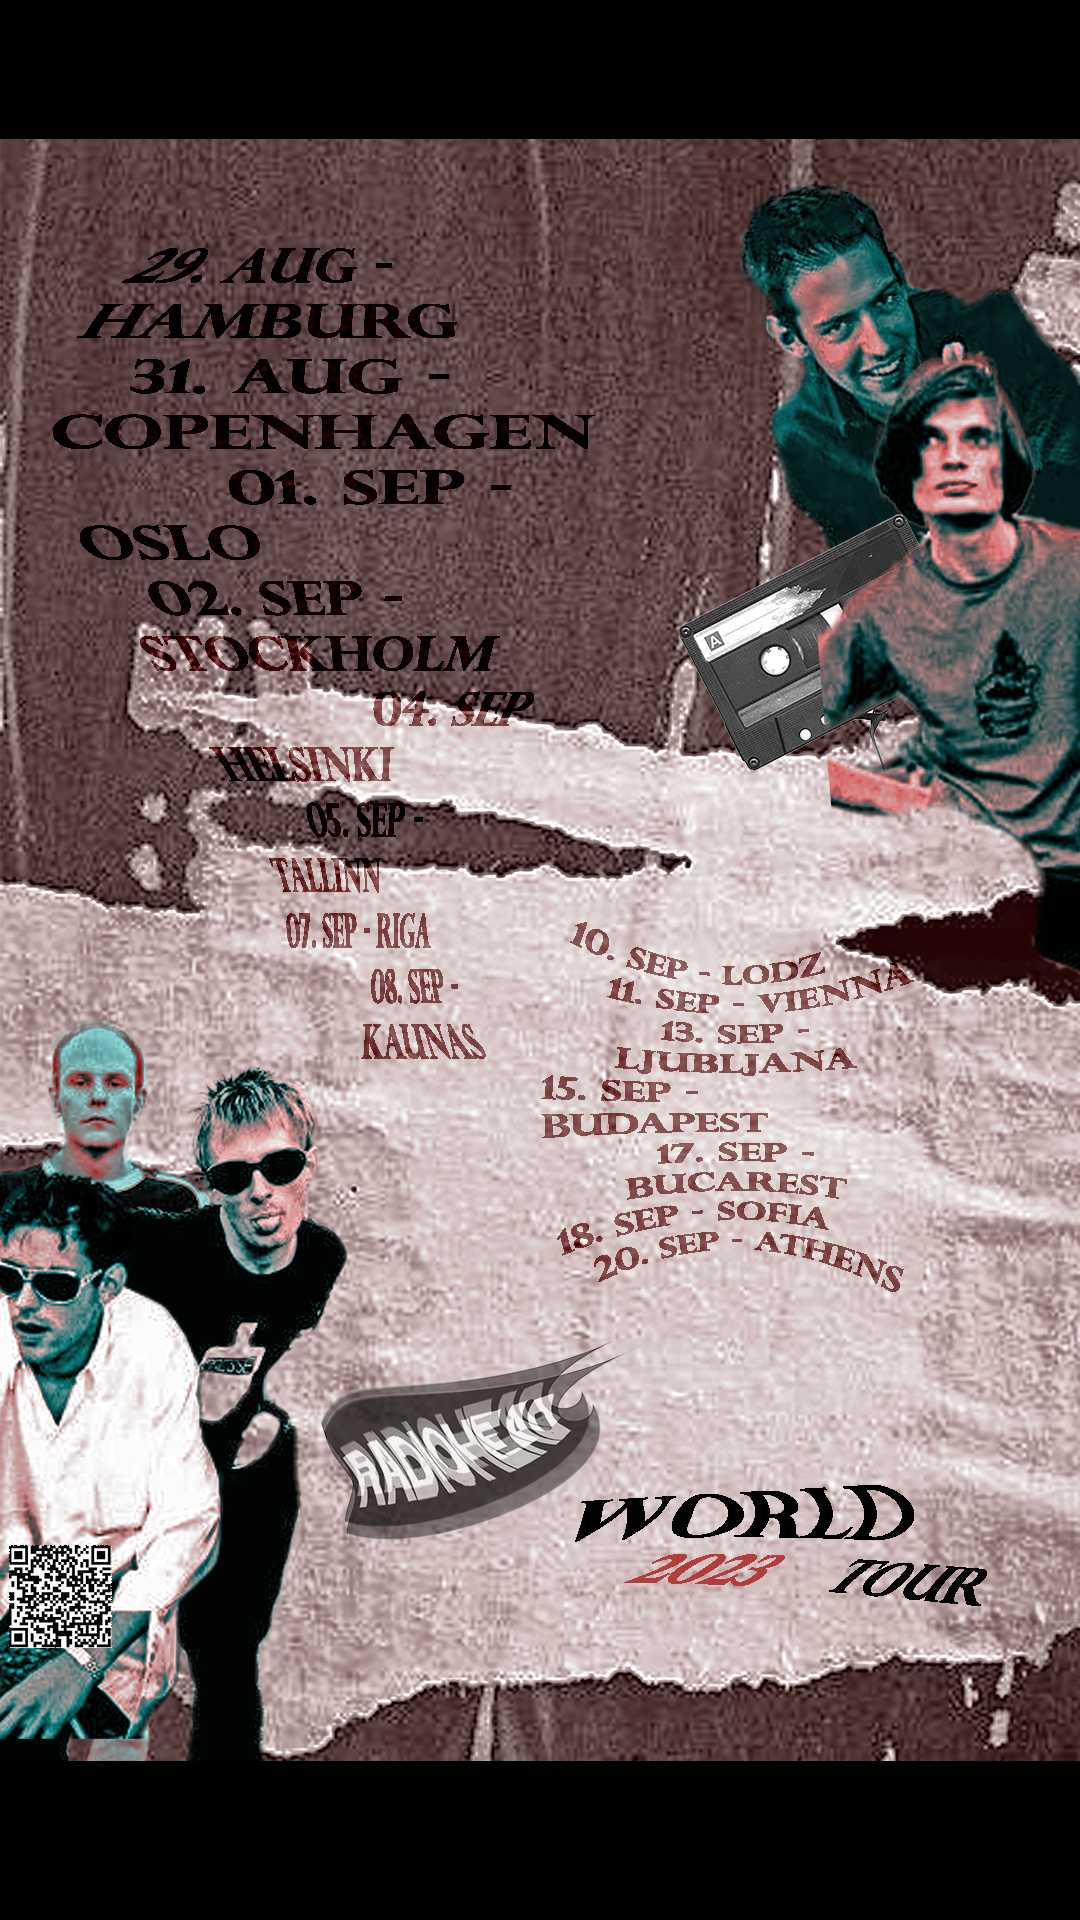 29. AUG -
HAMBURG
31. AUG -
COPENHAGEN
01. SEP -
OSLO
02. SEP -
STOCKHOLM
04. SEP
HELSINKI
05. SEP -
TALLINN
07. SEP - RIGA
08. SEP -
KAUNAS
10. SEP - LODZ
11. SEP - VIENNA
13. SEP -
LJUBLJANA
15. SEP -
BUDAPEST
17. SEP -
BUCAREST
18. SEP - SOFIA
20. SEP - ATHENS
A
RADIOHEAD
WORLD
2023 TOUR